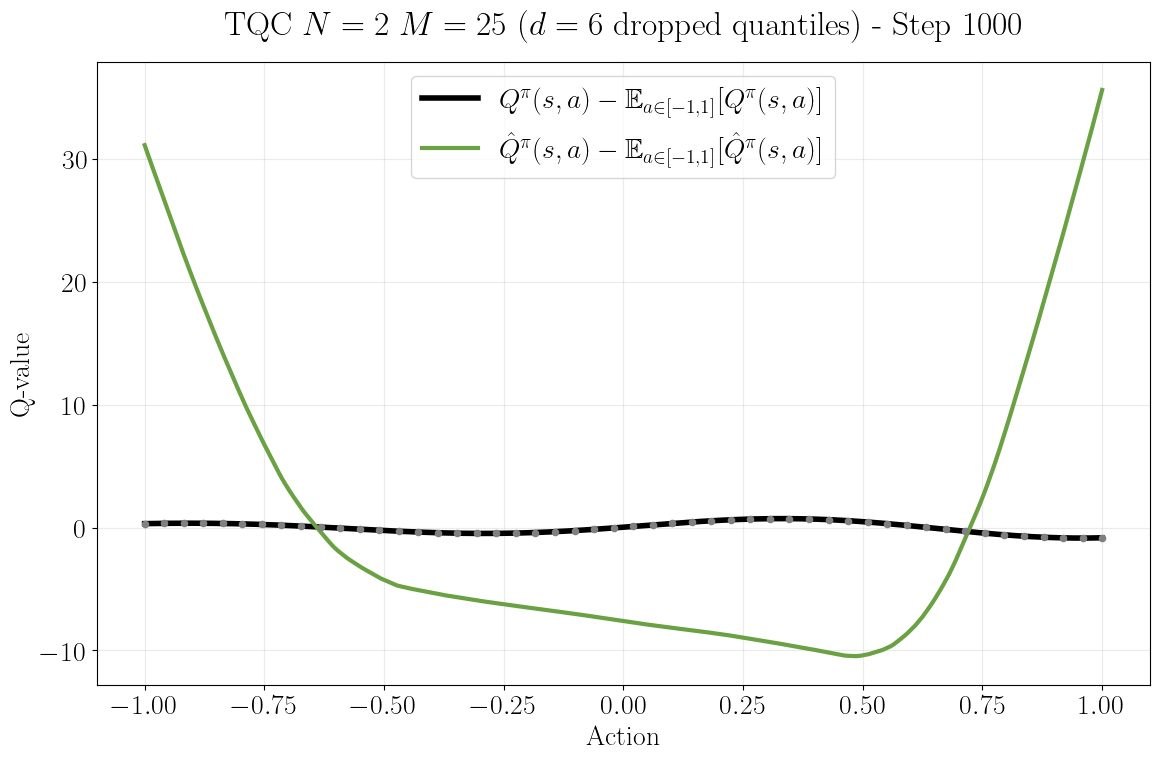 TQC N = 2 M = 25 (d = 6 dropped quantiles) - Step 1000
Q^π(s, a) − 𝔼_{a∈[−1,1]}[Q^π(s, a)]
Q̂^π(s, a) − 𝔼_{a∈[−1,1]}[Q̂^π(s, a)]
30
20
10
0
−10
Q-value
−1.00 −0.75 −0.50 −0.25 0.00 0.25 0.50 0.75 1.00
Action